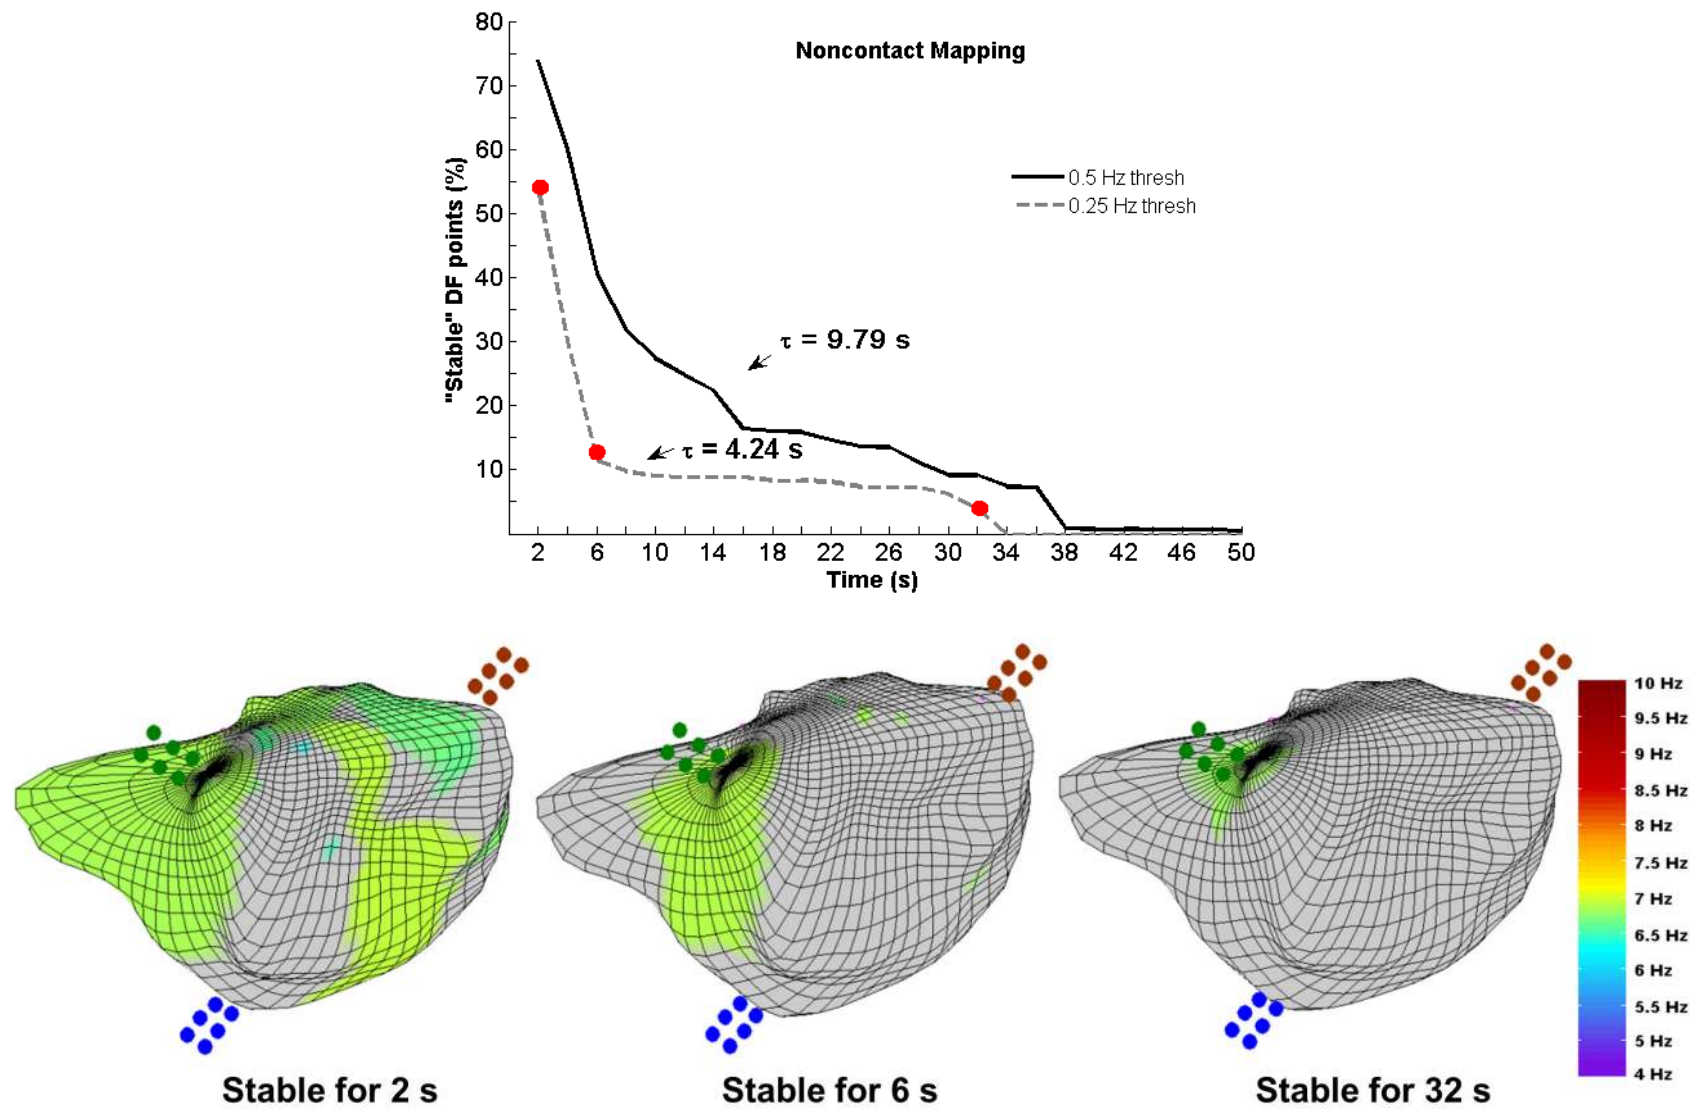 Noncontact Mapping
"Stable" DF points (%)
80
70
60
50
40
30
20
10
0.5 Hz thresh
0.25 Hz thresh
τ = 9.79 s
τ = 4.24 s
2 6 10 14 18 22 26 30 34 38 42 46 50
Time (s)
10 Hz
9.5 Hz
9 Hz
8.5 Hz
8 Hz
7.5 Hz
7 Hz
6.5 Hz
6 Hz
5.5 Hz
5 Hz
4 Hz
Stable for 2 s
Stable for 6 s
Stable for 32 s